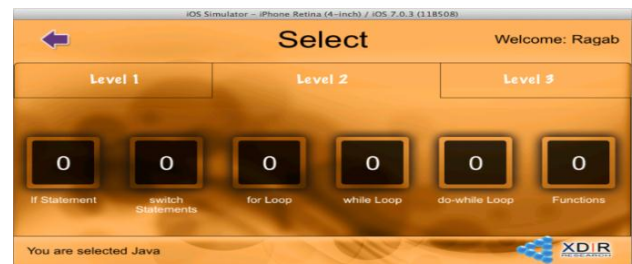 iOS Simulator – iPhone Retina (4-inch) / iOS 7.0.3 (11B508)
Select
Welcome: Ragab
Level 1
Level 2
Level 3
0
0
0
0
0
0
If Statement
switch
Statements
for Loop
while Loop
do-while Loop
Functions
You are selected Java
XDIR
RESEARCH